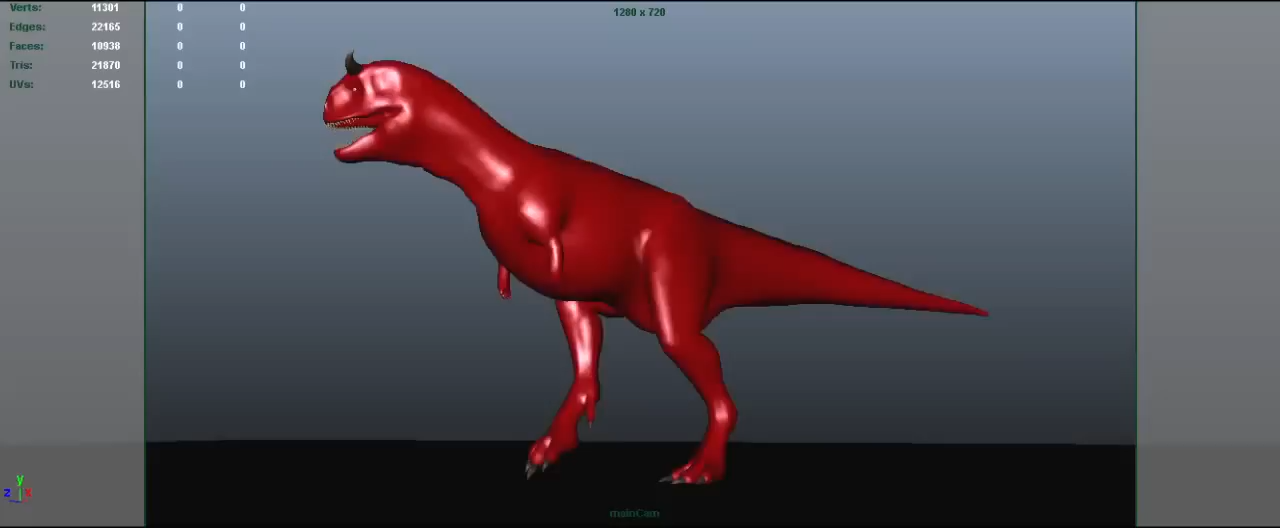 Verts: 11301 0 0
1280 x 720
Edges: 22165 0 0
Faces: 10938 0 0
Tris: 21870 0 0
UVs: 12516 0 0
y
z x
mainCam